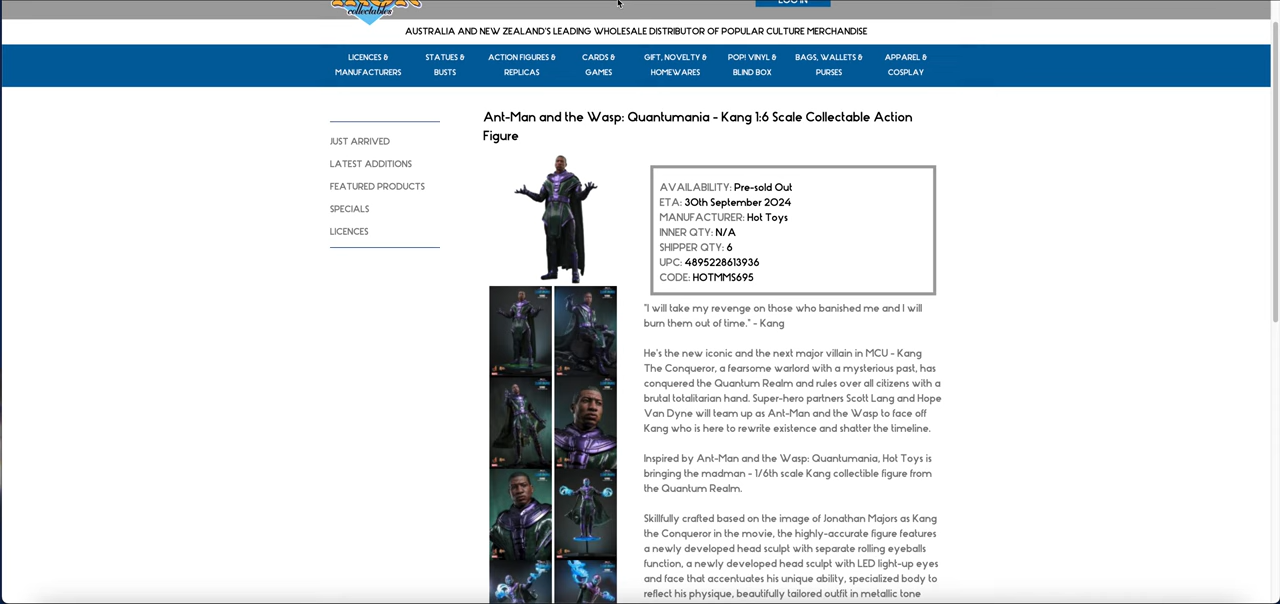 collectables
LOG IN
AUSTRALIA AND NEW ZEALAND'S LEADING WHOLESALE DISTRIBUTOR OF POPULAR CULTURE MERCHANDISE
LICENCES &
MANUFACTURERS
STATUES &
BUSTS
ACTION FIGURES &
REPLICAS
CARDS &
GAMES
GIFT, NOVELTY &
HOMEWARES
POP! VINYL &
BLIND BOX
BAGS, WALLETS &
PURSES
APPAREL &
COSPLAY
JUST ARRIVED
LATEST ADDITIONS
FEATURED PRODUCTS
SPECIALS
LICENCES
Ant-Man and the Wasp: Quantumania - Kang 1:6 Scale Collectable Action
Figure
AVAILABILITY: Pre-sold Out
ETA: 30th September 2024
MANUFACTURER: Hot Toys
INNER QTY: N/A
SHIPPER QTY: 6
UPC: 4895228613936
CODE: HOTMMS695
"I will take my revenge on those who banished me and I will
burn them out of time." - Kang
He's the new iconic and the next major villain in MCU - Kang
The Conqueror, a fearsome warlord with a mysterious past, has
conquered the Quantum Realm and rules over all citizens with a
brutal totalitarian hand. Super-hero partners Scott Lang and Hope
Van Dyne will team up as Ant-Man and the Wasp to face off
Kang who is here to rewrite existence and shatter the timeline.
Inspired by Ant-Man and the Wasp: Quantumania, Hot Toys is
bringing the madman - 1/6th scale Kang collectible figure from
the Quantum Realm.
Skillfully crafted based on the image of Jonathan Majors as Kang
the Conqueror in the movie, the highly-accurate figure features
a newly developed head sculpt with separate rolling eyeballs
function, a newly developed head sculpt with LED light-up eyes
and face that accentuates his unique ability, specialized body to
reflect his physique, beautifully tailored outfit in metallic tone